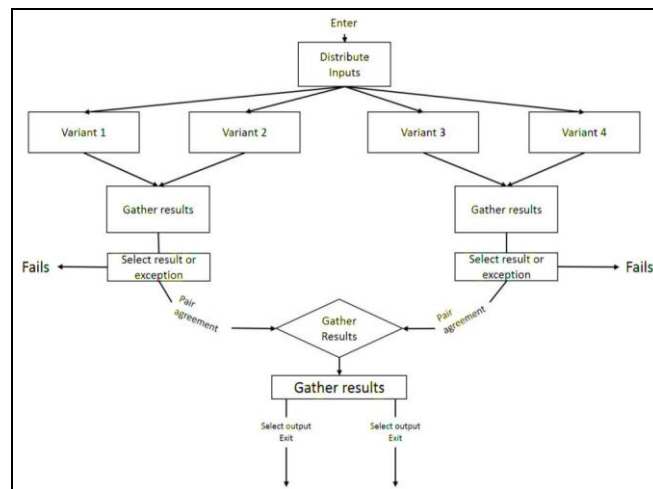 Enter
Distribute
Inputs
Variant 1
Variant 2
Variant 3
Variant 4
Gather results
Gather results
Fails
Select result or
exception
Select result or
exception
Fails
Pair
agreement
Gather
Results
Pair
agreement
Gather results
Select output
Exit
Select output
Exit